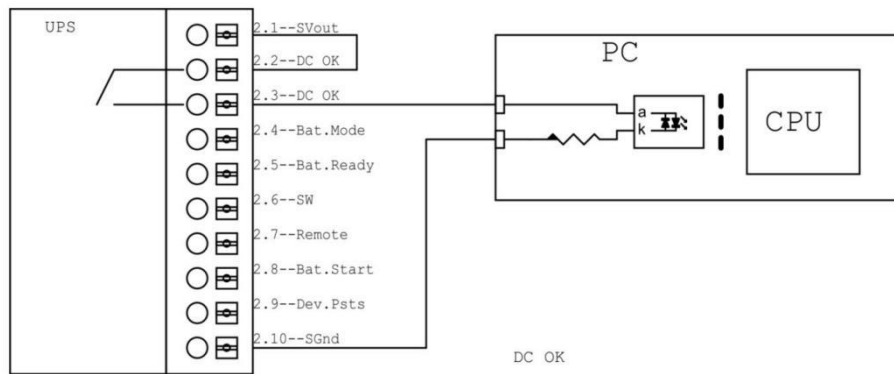 UPS
2.1--SVout
2.2--DC OK
2.3--DC OK
2.4--Bat.Mode
2.5--Bat.Ready
2.6--SW
2.7--Remote
2.8--Bat.Start
2.9--Dev.Psts
2.10--SGnd
PC
a
k
CPU
DC OK